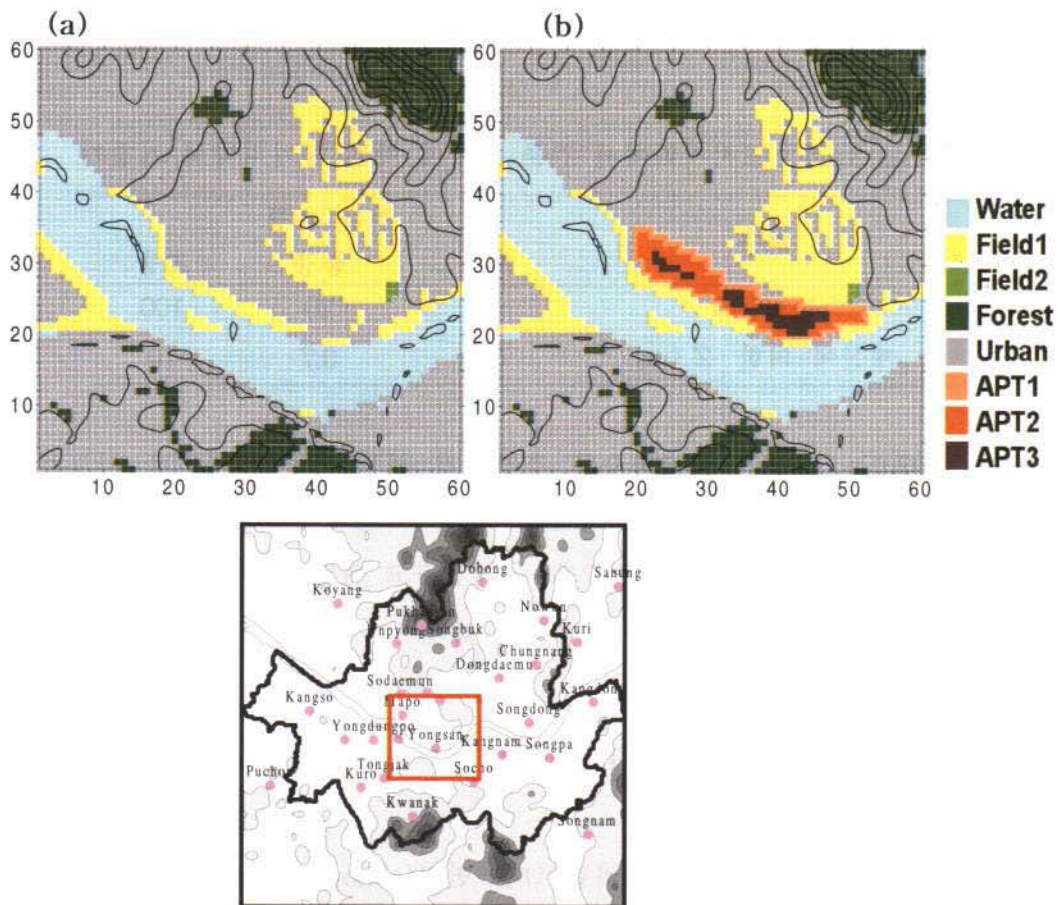 (a)
(b)
60
50
40
30
20
10
10 20 30 40 50 60
60
50
40
30
20
10
10 20 30 40 50 60
Water
Field1
Field2
Forest
Urban
APT1
APT2
APT3
Dobong
Koyang
Sanung
Songbuk
Kuri
Chungnang
Dongdaemu
Sodaemun
Kangso
Mapo
Songdong
Yongdungpo
Yongsan
Kangnam
Songpa
Puchon
Kuro
Tongjak
Socho
Kwanak
Songnam